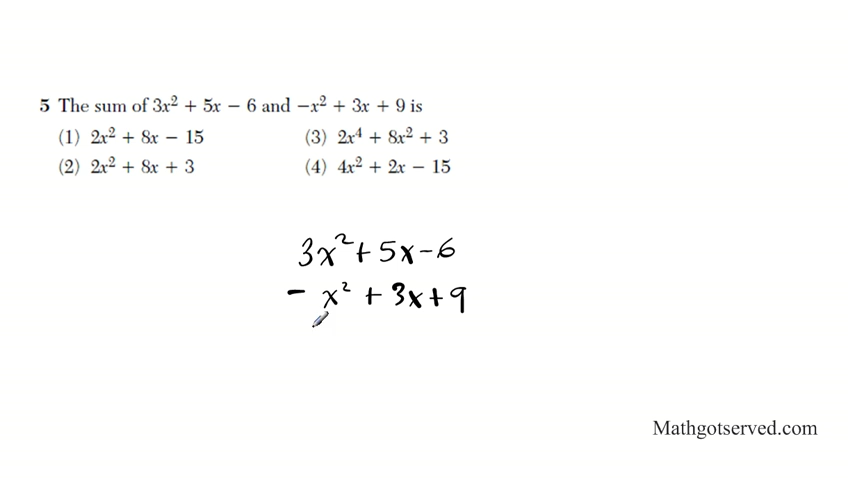 5 The sum of 3x² + 5x − 6 and −x² + 3x + 9 is
(1) 2x² + 8x − 15 (3) 2x⁴ + 8x² + 3
(2) 2x² + 8x + 3 (4) 4x² + 2x − 15
3x² + 5x − 6
− x² + 3x + 9
Mathgotserved.com